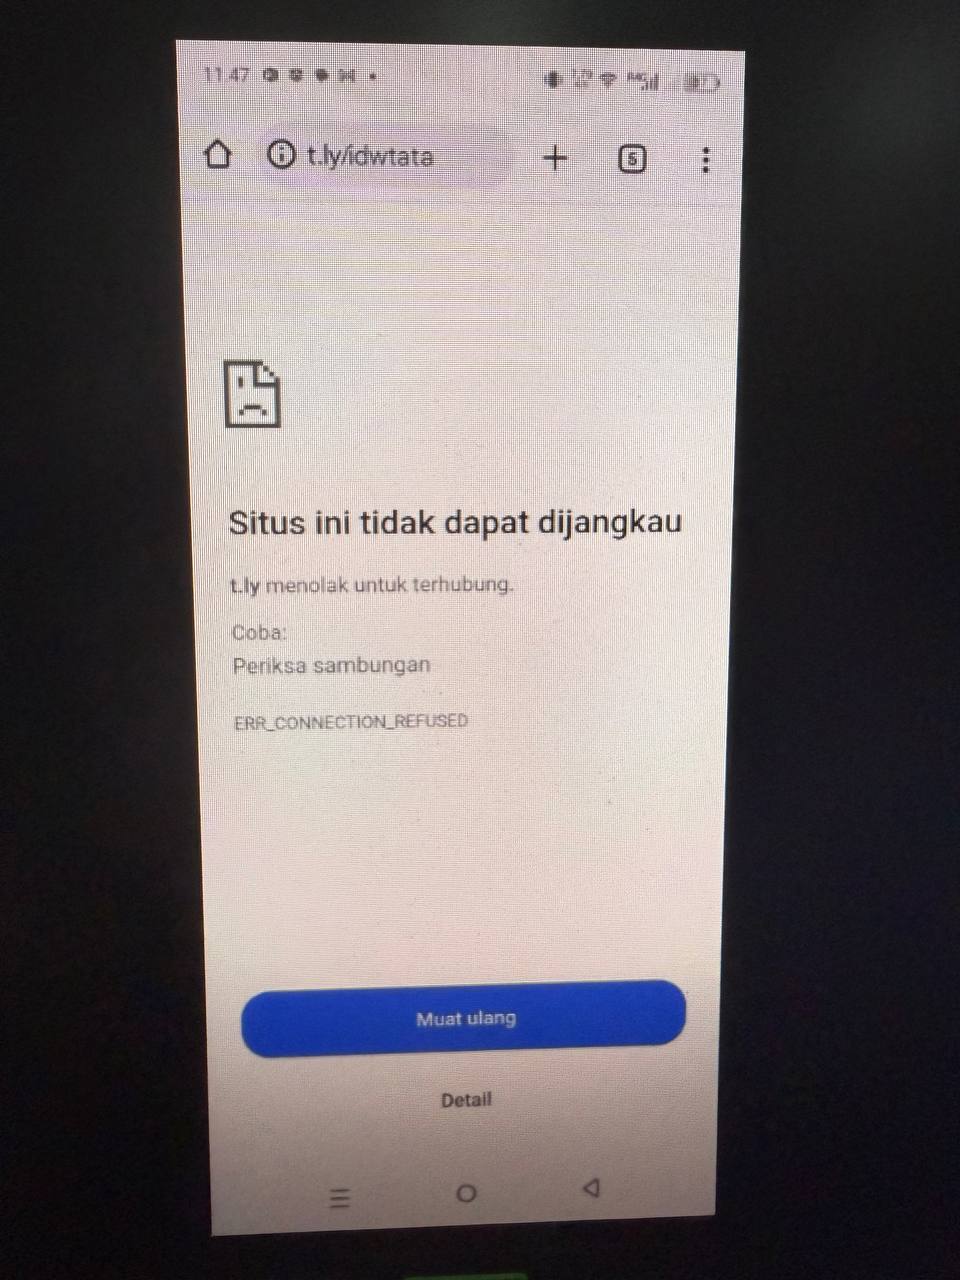 11.47
t.ly/idwtata
5
Situs ini tidak dapat dijangkau
t.ly menolak untuk terhubung.
Coba:
Periksa sambungan
ERR_CONNECTION_REFUSED
Muat ulang
Detail